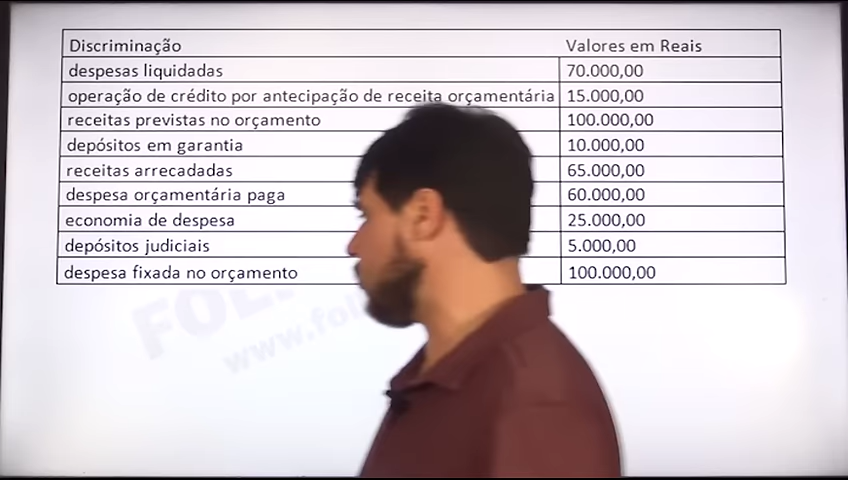 Discriminação Valores em Reais
despesas liquidadas 70.000,00
operação de crédito por antecipação de receita orçamentária 15.000,00
receitas previstas no orçamento 100.000,00
depósitos em garantia 10.000,00
receitas arrecadadas 65.000,00
despesa orçamentária paga 60.000,00
economia de despesa 25.000,00
depósitos judiciais 5.000,00
despesa fixada no orçamento 100.000,00